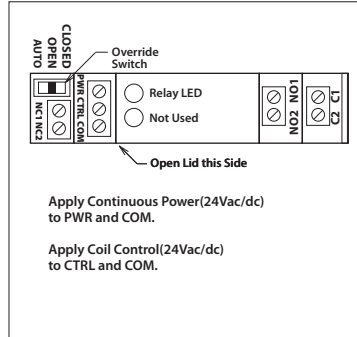 CLOSED
OPEN
AUTO
Override
Switch
PWR CTRL COM
NC1 NC2
Relay LED
Not Used
NO1
NO2
C1
C2
Open Lid this Side
Apply Continuous Power(24Vac/dc)
to PWR and COM.
Apply Coil Control(24Vac/dc)
to CTRL and COM.